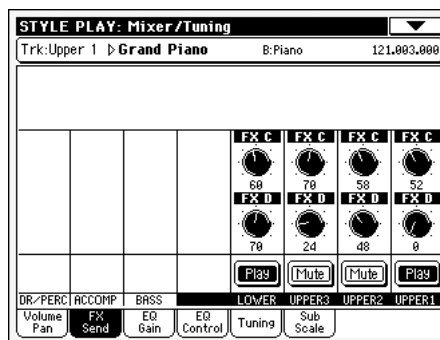 STYLE PLAY: Mixer/Tuning
Trk:Upper 1 ▷Grand Piano B:Piano 121.003.000
FX C FX C FX C FX C
60 70 58 52
FX D FX D FX D FX D
70 24 48 0
Play Mute Mute Play
DR/PERC ACCOMP BASS LOWER UPPER3 UPPER2 UPPER1
Volume Pan FX Send EQ Gain EQ Control Tuning Sub Scale